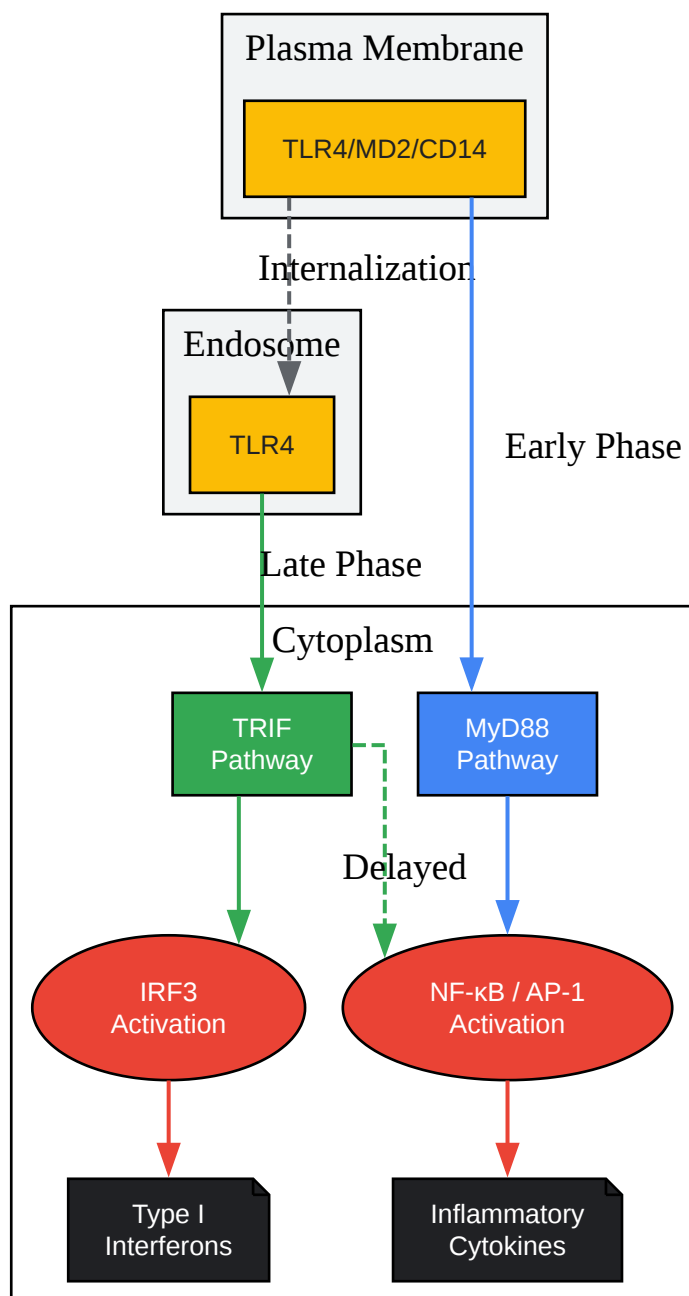 Plasma Membrane
TLR4/MD2/CD14
Internalization
Endosome
TLR4
Early Phase
Late Phase
Cytoplasm
TRIF
Pathway
MyD88
Pathway
Delayed
IRF3
Activation
NF-κB / AP-1
Activation
Type I
Interferons
Inflammatory
Cytokines